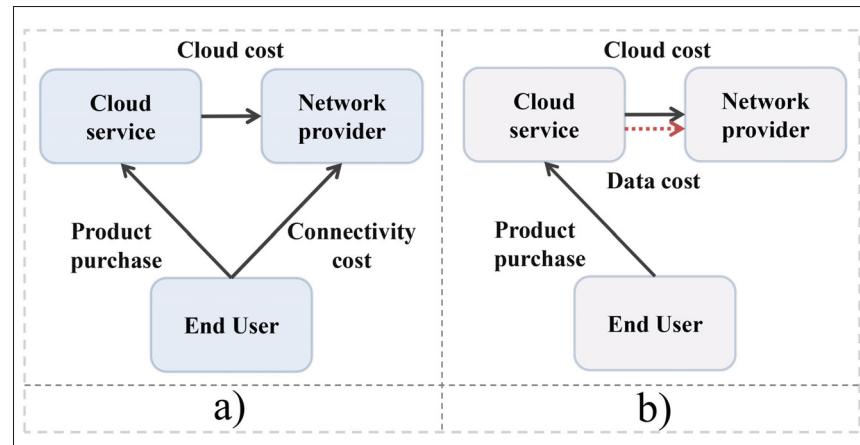 Cloud cost
Cloud
service
Network
provider
Product
purchase
Connectivity
cost
End User
a)
Cloud cost
Cloud
service
Network
provider
Data cost
Product
purchase
End User
b)